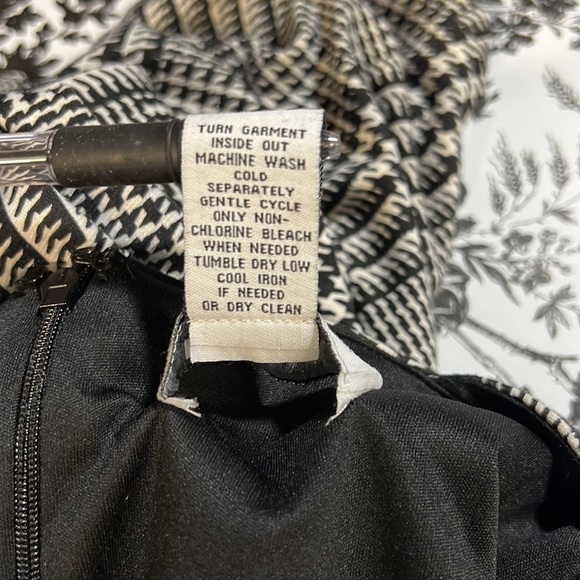 TURN GARMENT
INSIDE OUT
MACHINE WASH
COLD
SEPARATELY
GENTLE CYCLE
ONLY NON-
CHLORINE BLEACH
WHEN NEEDED
TUMBLE DRY LOW
COOL IRON
IF NEEDED
OR DRY CLEAN